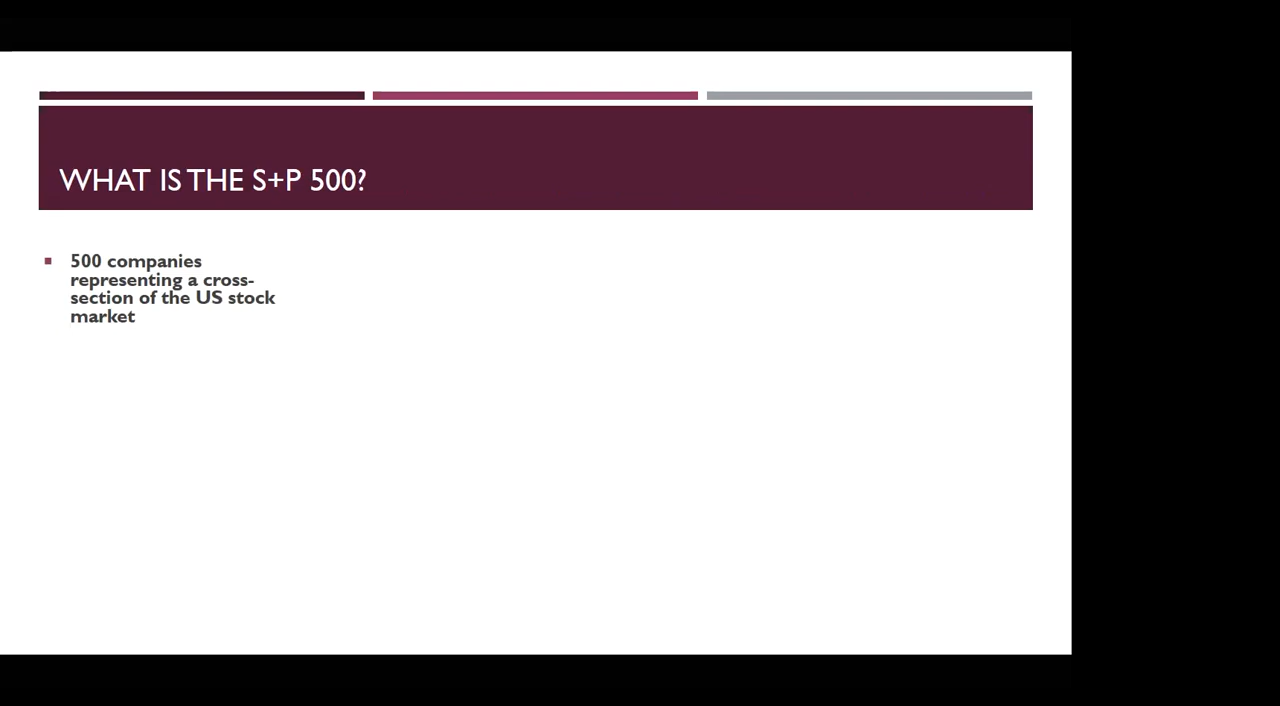 WHAT IS THE S+P 500?
500 companies
representing a cross-
section of the US stock
market